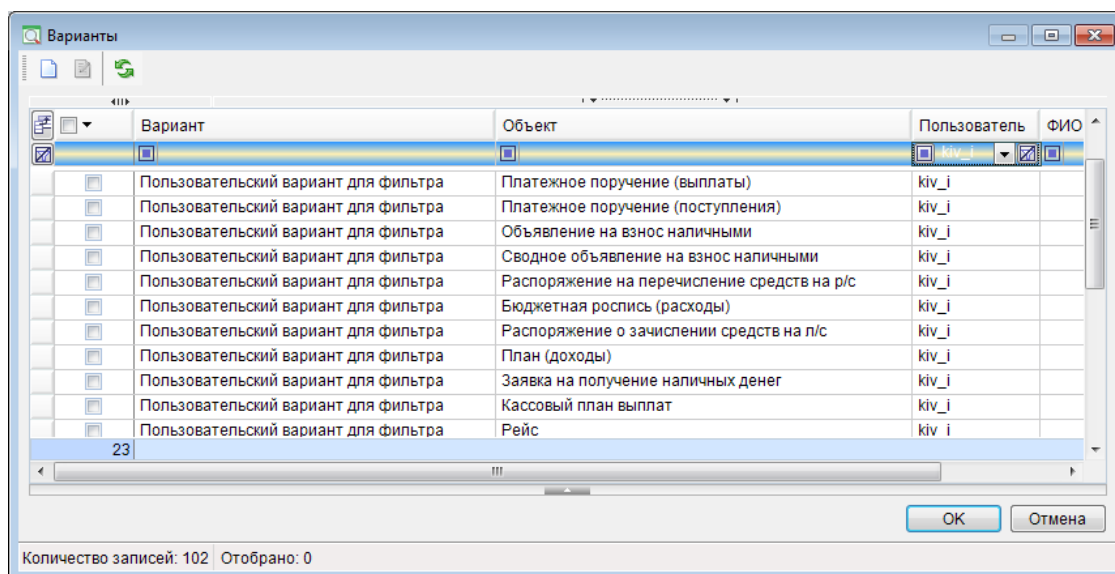 Варианты
Вариант Объект Пользователь ФИО
kiv_i
Пользовательский вариант для фильтра Платежное поручение (выплаты) kiv_i
Пользовательский вариант для фильтра Платежное поручение (поступления) kiv_i
Пользовательский вариант для фильтра Объявление на взнос наличными kiv_i
Пользовательский вариант для фильтра Сводное объявление на взнос наличными kiv_i
Пользовательский вариант для фильтра Распоряжение на перечисление средств на р/с kiv_i
Пользовательский вариант для фильтра Бюджетная роспись (расходы) kiv_i
Пользовательский вариант для фильтра Распоряжение о зачислении средств на л/с kiv_i
Пользовательский вариант для фильтра План (доходы) kiv_i
Пользовательский вариант для фильтра Заявка на получение наличных денег kiv_i
Пользовательский вариант для фильтра Кассовый план выплат kiv_i
Пользовательский вариант для фильтра Рейс kiv_i
23
OK Отмена
Количество записей: 102 Отобрано: 0